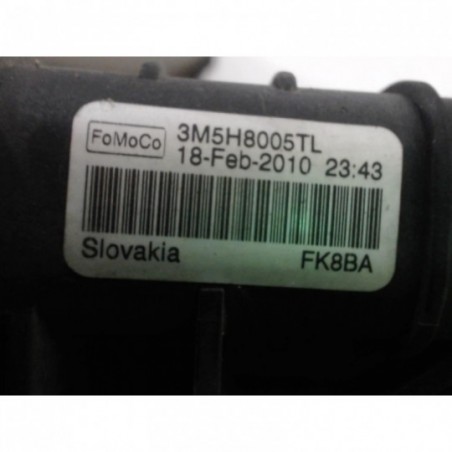 FoMoCo 3M5H8005TL
18-Feb-2010 23:43
Slovakia FK8BA